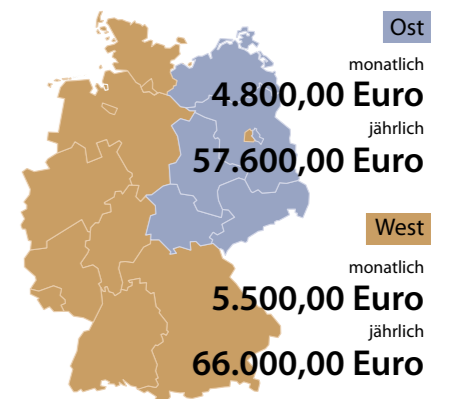 Ost
monatlich
4.800,00 Euro
jährlich
57.600,00 Euro
West
monatlich
5.500,00 Euro
jährlich
66.000,00 Euro